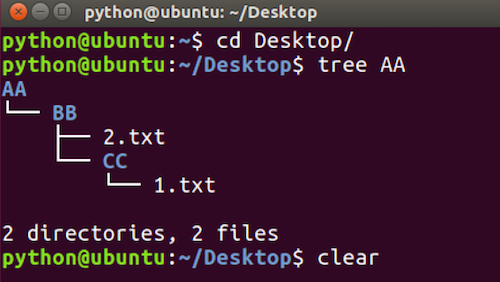 python@ubuntu: ~/Desktop
python@ubuntu:~$ cd Desktop/
python@ubuntu:~/Desktop$ tree AA
AA
└── BB
    ├── 2.txt
    └── CC
        └── 1.txt

2 directories, 2 files
python@ubuntu:~/Desktop$ clear